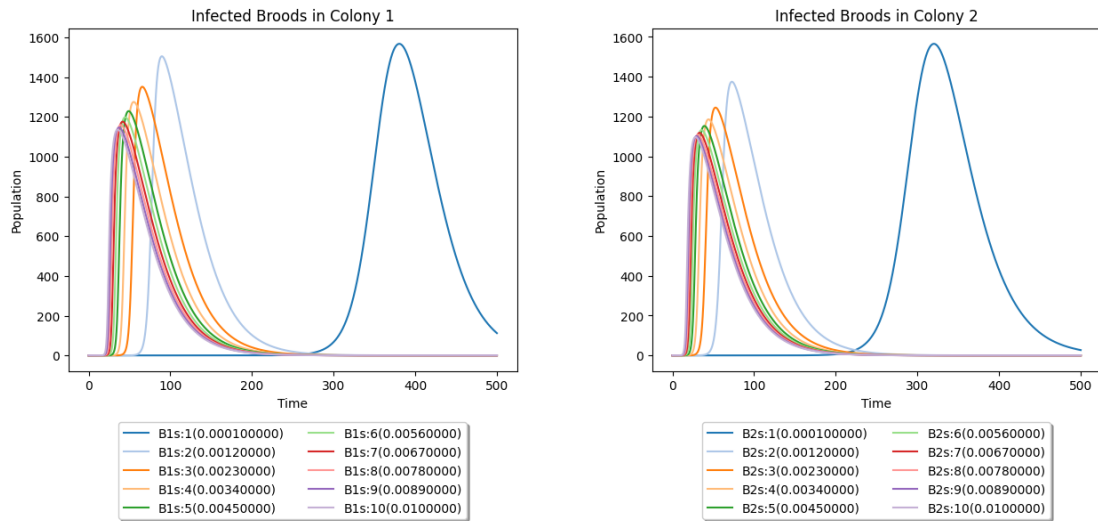 Infected Broods in Colony 1
1600
1400
1200
1000
800
600
400
200
0
Population
0 100 200 300 400 500
Time
B1s:1(0.000100000)
B1s:2(0.00120000)
B1s:3(0.00230000)
B1s:4(0.00340000)
B1s:5(0.00450000)
B1s:6(0.00560000)
B1s:7(0.00670000)
B1s:8(0.00780000)
B1s:9(0.00890000)
B1s:10(0.0100000)
Infected Broods in Colony 2
1600
1400
1200
1000
800
600
400
200
0
Population
0 100 200 300 400 500
Time
B2s:1(0.000100000)
B2s:2(0.00120000)
B2s:3(0.00230000)
B2s:4(0.00340000)
B2s:5(0.00450000)
B2s:6(0.00560000)
B2s:7(0.00670000)
B2s:8(0.00780000)
B2s:9(0.00890000)
B2s:10(0.0100000)